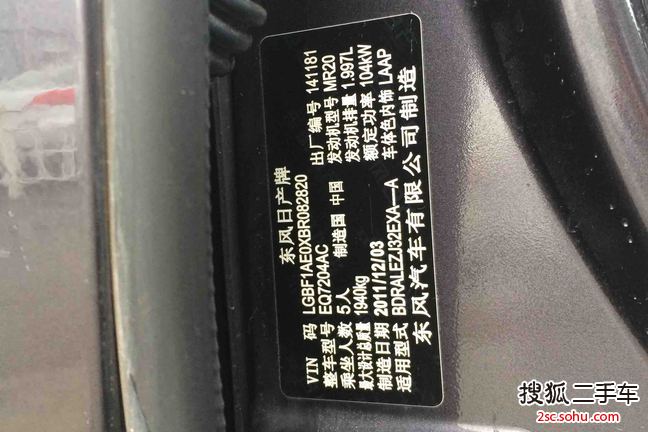 东风日产牌
VIN 码 LGBF1AE0XBR082820 出厂编号 141181
整车型号 EQ7204AC 发动机型号 MR20
乘坐人数 5人 制造国 中国 发动机排量 1.997L
最大设计总质量 1940kg 额定功率 104kW
制造日期 2011/12/03 车体色内饰 LAAP
适用型式 BDRALEZJ32EXA—A
东风汽车有限公司制造
搜狐二手车
2sc.sohu.com